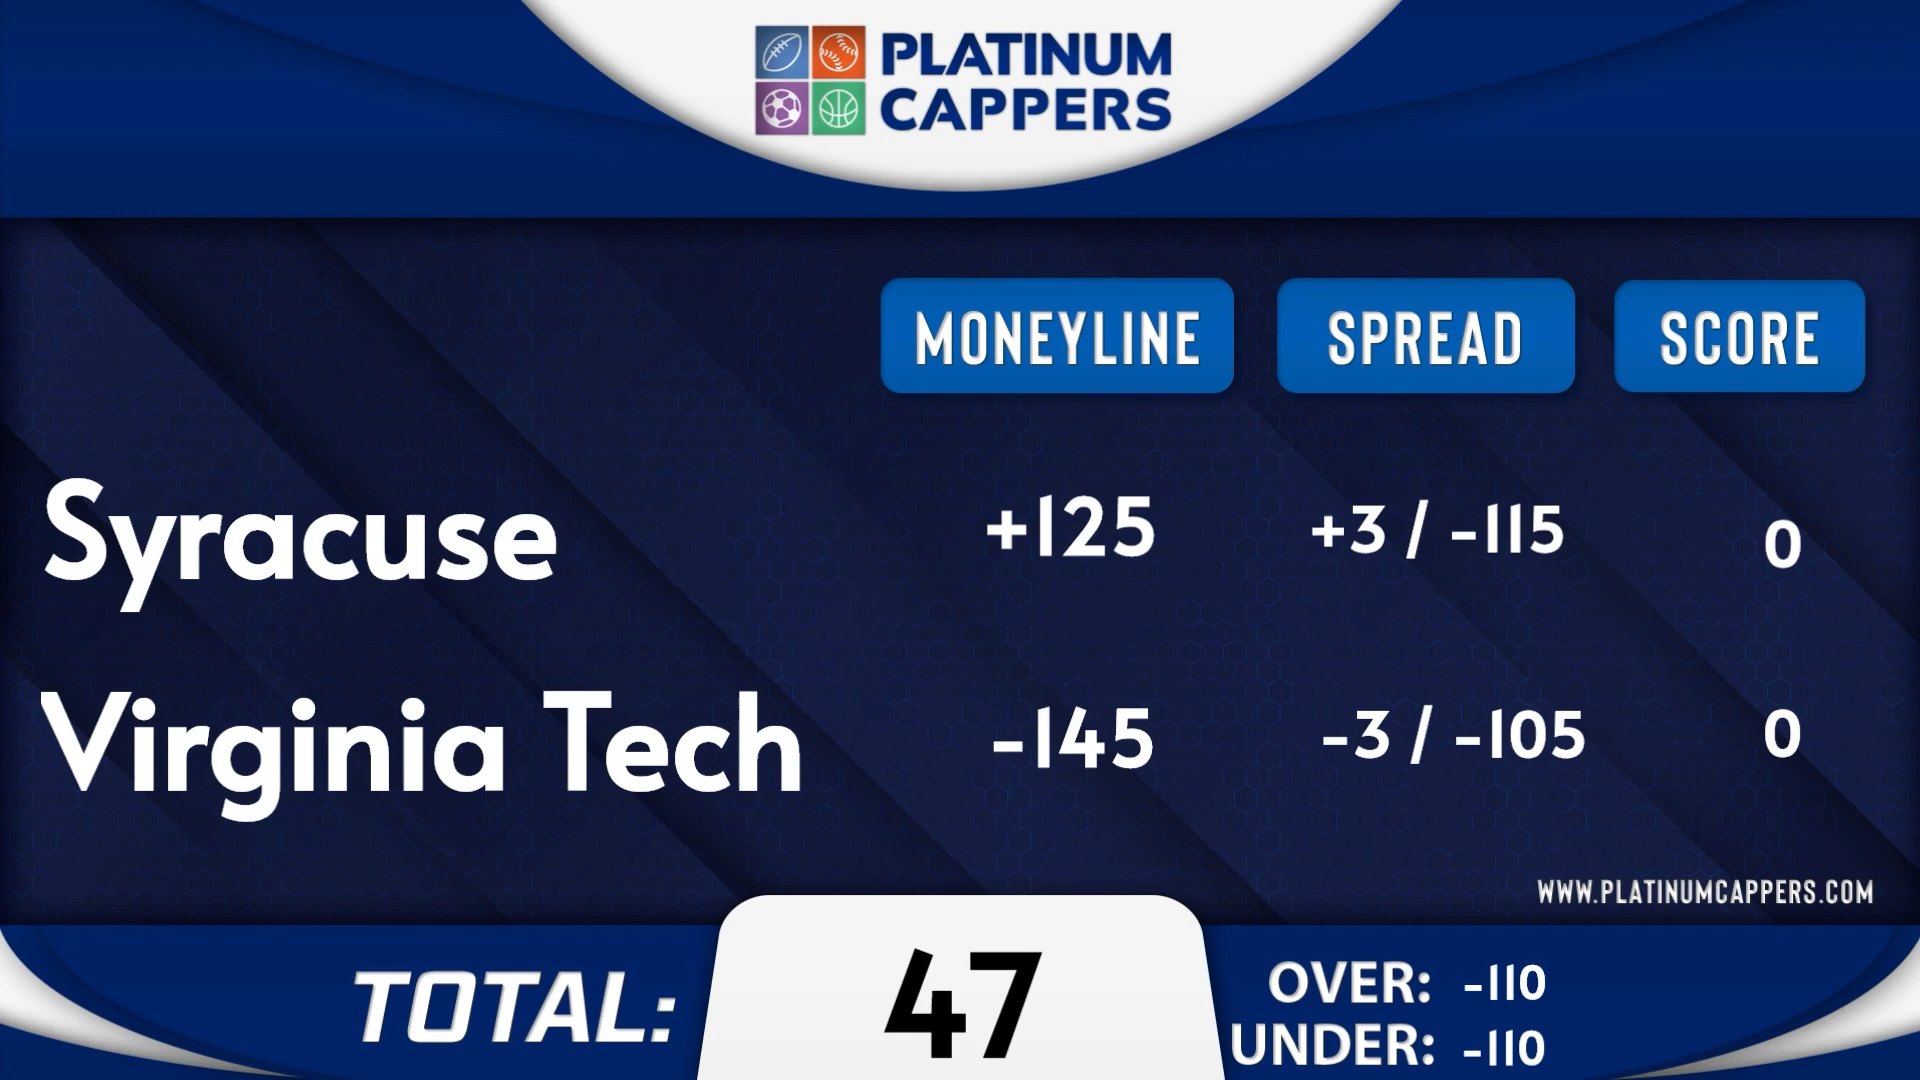 PLATINUM
CAPPERS
MONEYLINE SPREAD SCORE
Syracuse +125 +3 / -115 0
Virginia Tech -145 -3 / -105 0
WWW.PLATINUMCAPPERS.COM
TOTAL: 47 OVER: -110
UNDER: -110